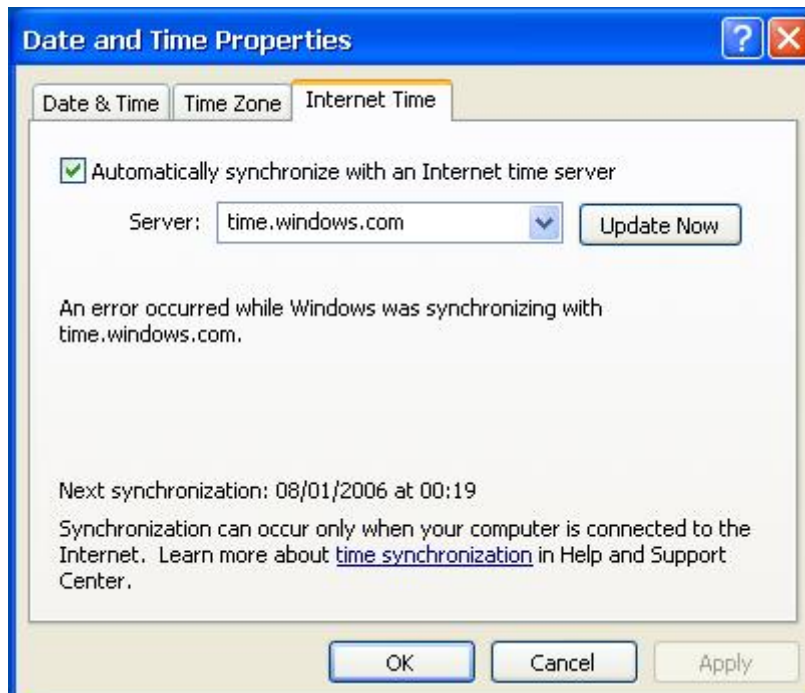 Date and Time Properties
Date & Time
Time Zone
Internet Time
Automatically synchronize with an Internet time server
Server:
time.windows.com
Update Now
An error occurred while Windows was synchronizing with
time.windows.com.
Next synchronization: 08/01/2006 at 00:19
Synchronization can occur only when your computer is connected to the
Internet. Learn more about time synchronization in Help and Support
Center.
OK
Cancel
Apply